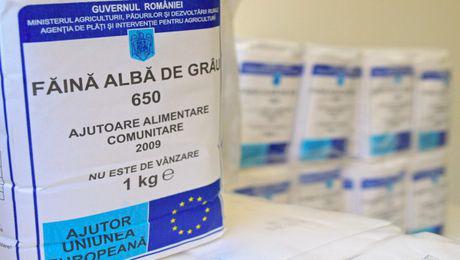 GUVERNUL ROMÂNIEI
MINISTERUL AGRICULTURII, PĂDURILOR ȘI DEZVOLTĂRII RURALE
AGENȚIA DE PLĂȚI ȘI INTERVENȚIE PENTRU AGRICULTURĂ
FĂINĂ ALBĂ DE GRÂU
650
AJUTOARE ALIMENTARE
COMUNITARE
2009
NU ESTE DE VÂNZARE
1 kg ℮
AJUTOR
UNIUNEA
EUROPEANĂ